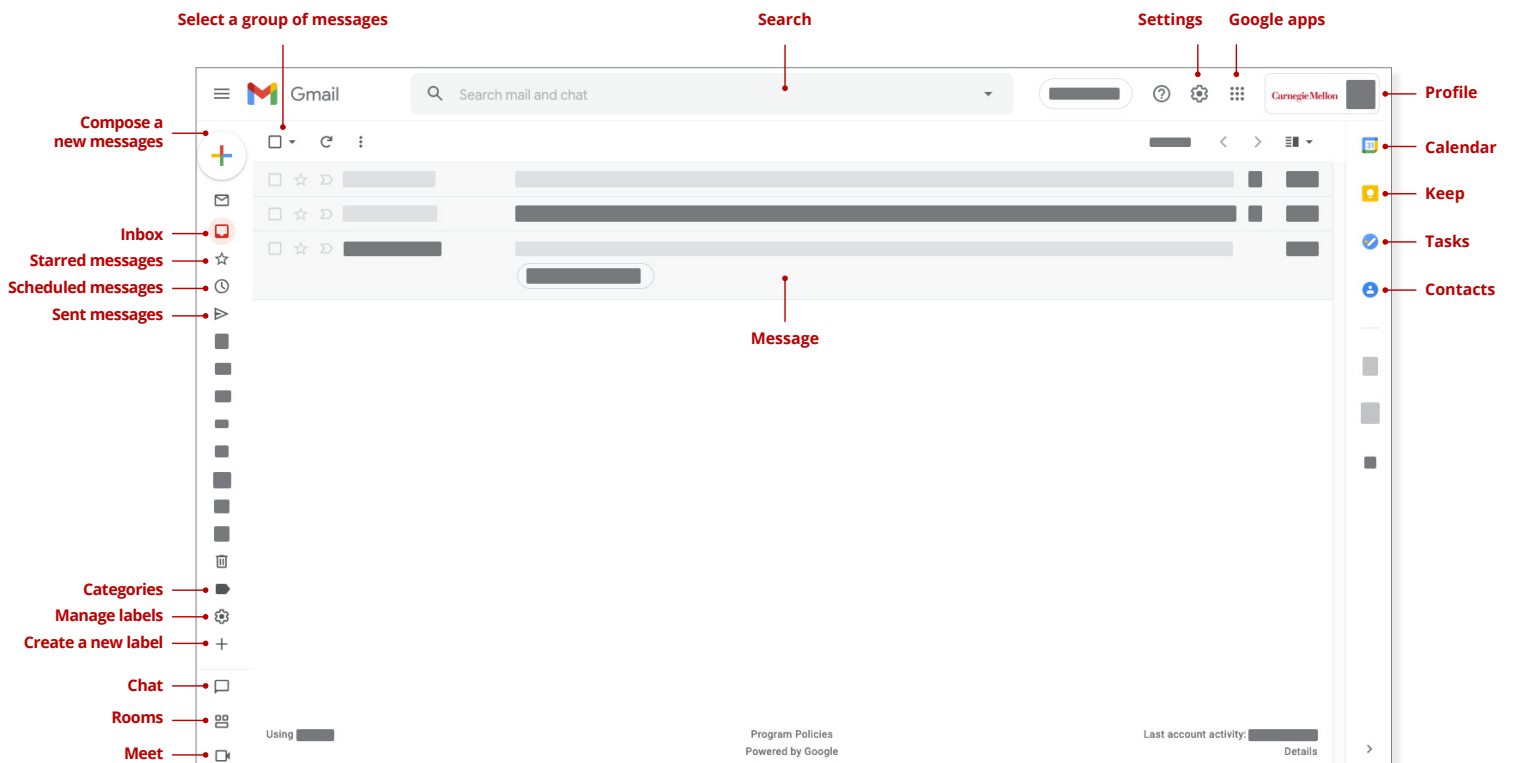 Select a group of messages
Search
Settings
Google apps
Gmail
Search mail and chat
Carnegie Mellon
Profile
Compose a
new messages
31
Calendar
Keep
Inbox
Tasks
Starred messages
Scheduled messages
Contacts
Sent messages
Message
Categories
Manage labels
Create a new label
Chat
Rooms
Meet
Using
Program Policies
Powered by Google
Last account activity:
Details